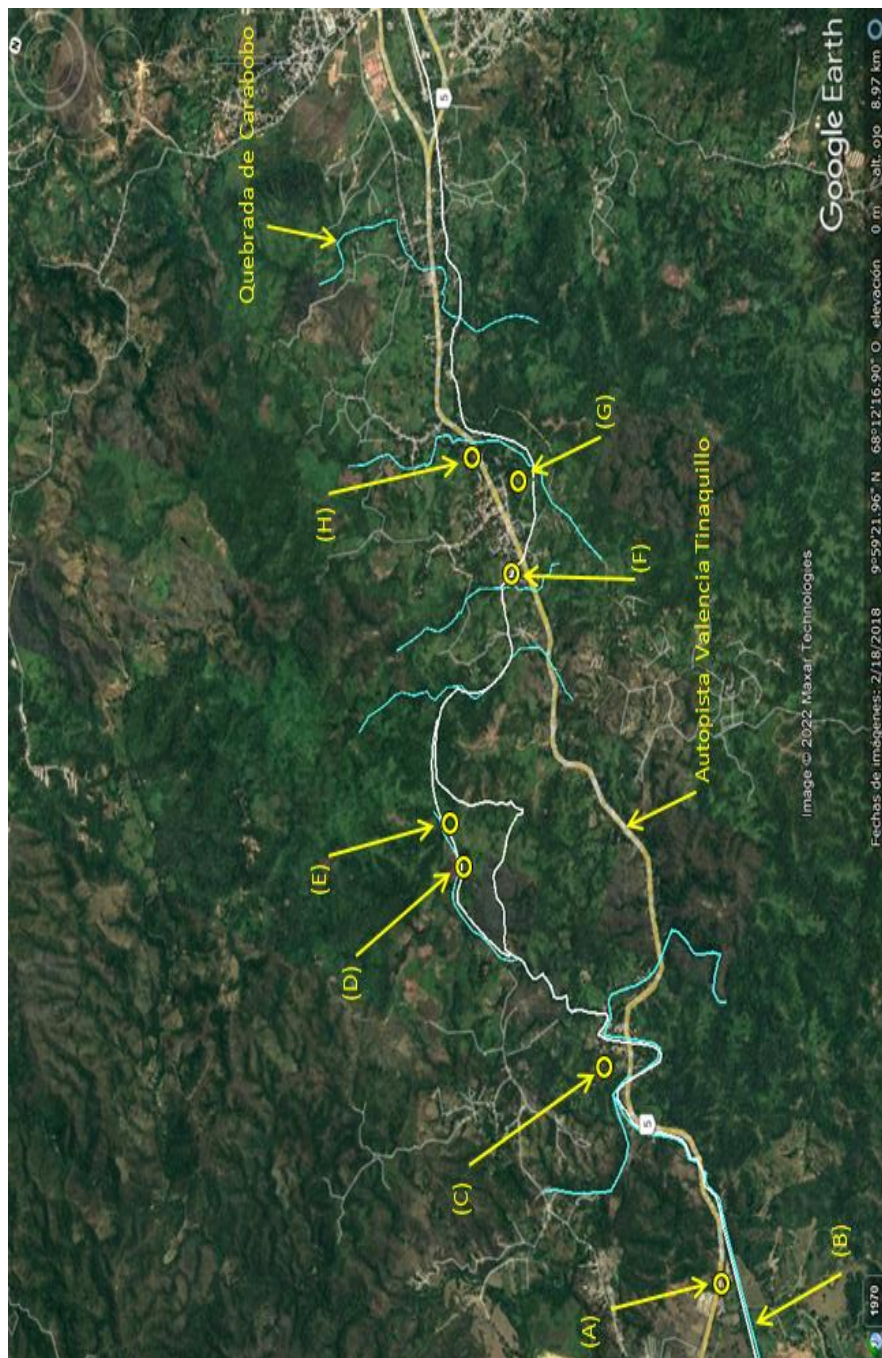 N
Quebrada de Carabobo
(E)
(H)
(D)
5
(C)
(A)
(G)
(F)
5
Autopista Valencia Tinaquillo
Image © 2022 Maxar Technologies
Google Earth
(B)
1970 Fechas de imágenes: 2/18/2018 9°59'21.96" N 68°12'16.90" O elevación 0 m alt. ojo 8.97 km